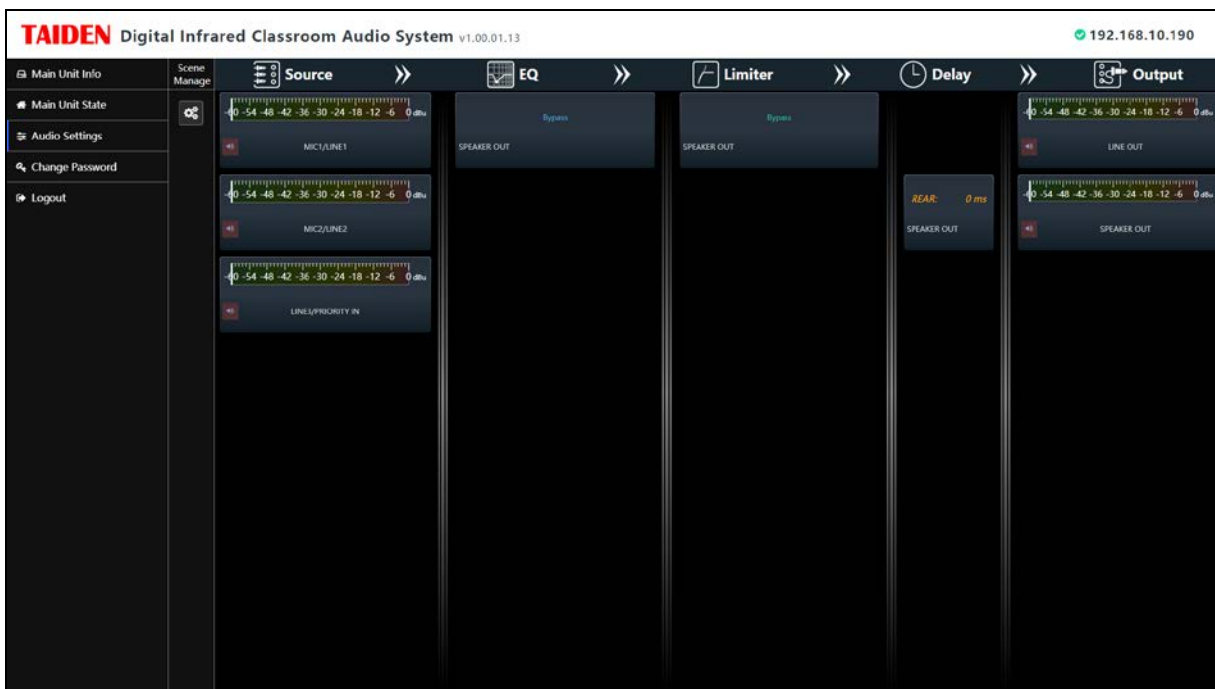 TAIDEN Digital Infrared Classroom Audio System v1.00.01.13
192.168.10.190
Main Unit Info
Main Unit State
Audio Settings
Change Password
Logout
Scene
Manage
Source
EQ
Limiter
Delay
Output
-60 -54 -48 -42 -36 -30 -24 -18 -12 -6 0 dBu
MIC1/LINE1
-60 -54 -48 -42 -36 -30 -24 -18 -12 -6 0 dBu
MIC2/LINE2
-60 -54 -48 -42 -36 -30 -24 -18 -12 -6 0 dBu
LINE3/PRIORITY IN
Bypass
SPEAKER OUT
Bypass
SPEAKER OUT
REAR: 0 ms
SPEAKER OUT
-60 -54 -48 -42 -36 -30 -24 -18 -12 -6 0 dBu
LINE OUT
-60 -54 -48 -42 -36 -30 -24 -18 -12 -6 0 dBu
SPEAKER OUT